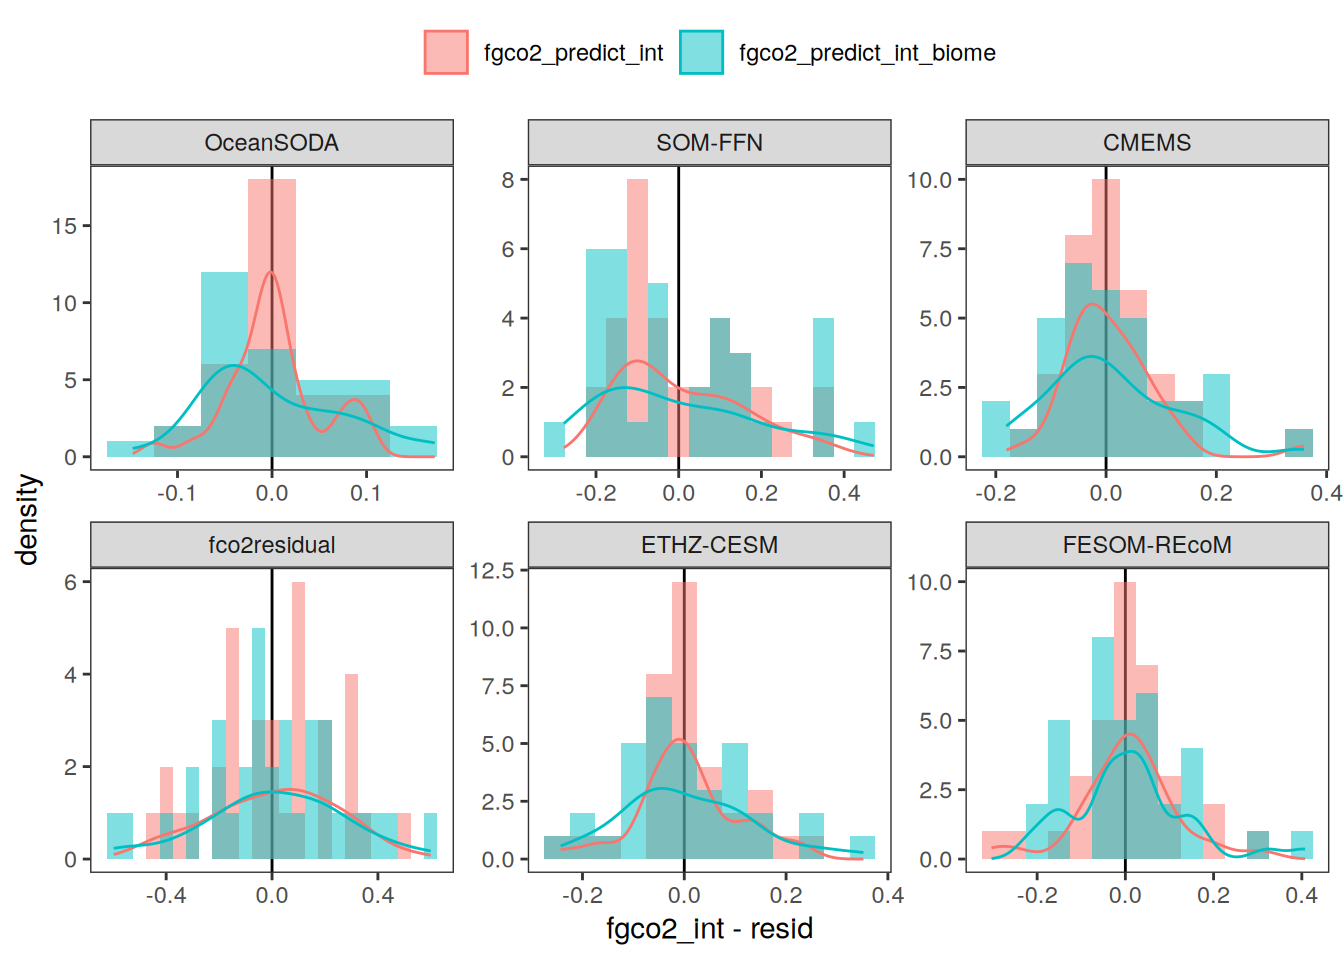 fgco2_predict_int fgco2_predict_int_biome
OceanSODA SOM-FFN CMEMS
15
10
5
0
-0.1 0.0 0.1
8
6
4
2
0
-0.2 0.0 0.2 0.4
10.0
7.5
5.0
2.5
0.0
-0.2 0.0 0.2 0.4
density
fco2residual ETHZ-CESM FESOM-REcoM
6
4
2
0
-0.4 0.0 0.4
12.5
10.0
7.5
5.0
2.5
0.0
-0.2 0.0 0.2 0.4
10.0
7.5
5.0
2.5
0.0
-0.2 0.0 0.2 0.4
fgco2_int - resid